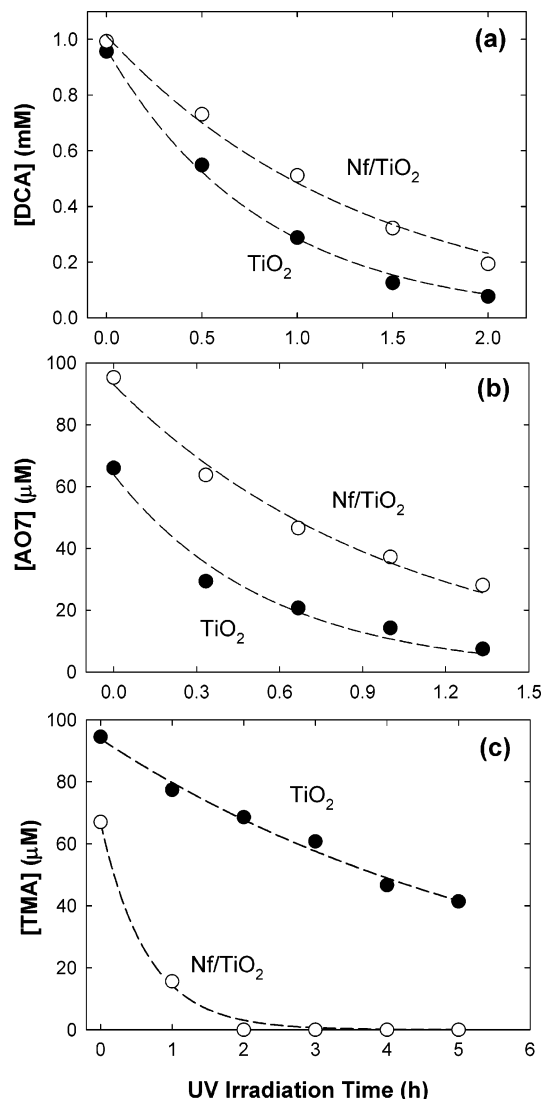 (a)
[DCA] (mM)
1.0
0.8
0.6
0.4
0.2
0.0
Nf/TiO₂
TiO₂
0.0 0.5 1.0 1.5 2.0
(b)
[AO7] (μM)
100
80
60
40
20
0
Nf/TiO₂
TiO₂
0.0 0.3 0.6 0.9 1.2 1.5
(c)
[TMA] (μM)
100
80
60
40
20
0
TiO₂
Nf/TiO₂
0 1 2 3 4 5
UV Irradiation Time (h)